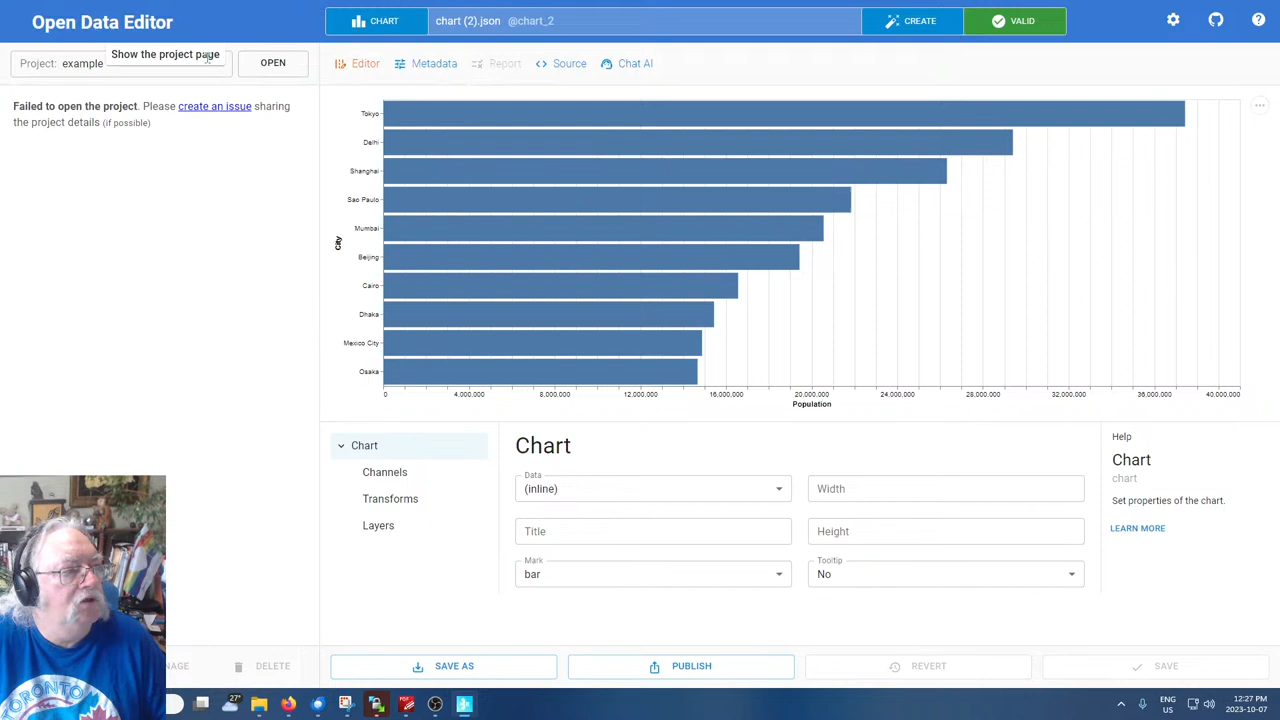 Open Data Editor
CHART
chart (2).json @chart_2
CREATE
VALID
Project: example
Show the project page
OPEN
Editor
Metadata
Report
Source
Chat AI
Failed to open the project. Please create an issue sharing
the project details (if possible)
Tokyo
Delhi
Shanghai
Sao Paulo
Mumbai
Beijing
Cairo
Dhaka
Mexico City
Osaka
City
0 4,000,000 8,000,000 12,000,000 16,000,000 20,000,000 24,000,000 28,000,000 32,000,000 36,000,000 40,000,000
Population
Chart
Channels
Transforms
Layers
Chart
Data
(inline)
Width
Title
Height
Mark
bar
Tooltip
No
Help
Chart
chart
Set properties of the chart.
LEARN MORE
DELETE
SAVE AS
PUBLISH
REVERT
SAVE
TORONTO
27°
ENG
US
12:27 PM
2023-10-07